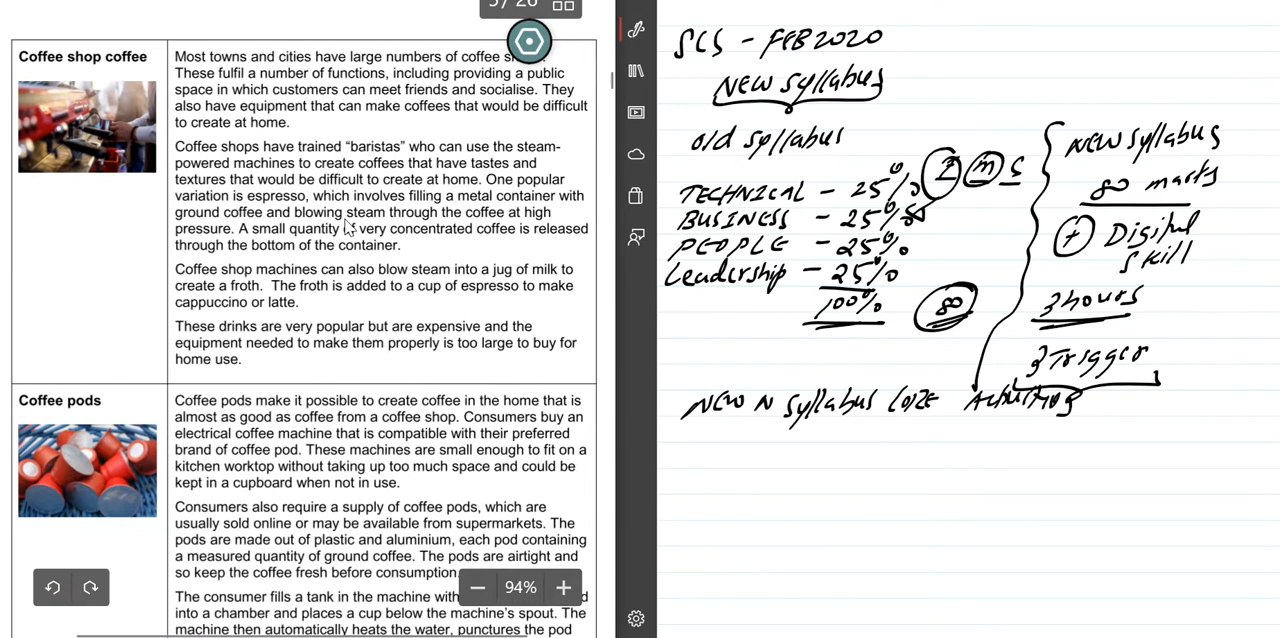 5 / 26
Coffee shop coffee
Most towns and cities have large numbers of coffee
These fulfil a number of functions, including providing a public
space in which customers can meet friends and socialise. They
also have equipment that can make coffees that would be difficult
to create at home.
Coffee shops have trained “baristas” who can use the steam-
powered machines to create coffees that have tastes and
textures that would be difficult to create at home. One popular
variation is espresso, which involves filling a metal container with
ground coffee and blowing steam through the coffee at high
pressure. A small quantity of very concentrated coffee is released
through the bottom of the container.
Coffee shop machines can also blow steam into a jug of milk to
create a froth. The froth is added to a cup of espresso to make
cappuccino or latte.
These drinks are very popular but are expensive and the
equipment needed to make them properly is too large to buy for
home use.
Coffee pods
Coffee pods make it possible to create coffee in the home that is
almost as good as coffee from a coffee shop. Consumers buy an
electrical coffee machine that is compatible with their preferred
brand of coffee pod. These machines are small enough to fit on a
kitchen worktop without taking up too much space and could be
kept in a cupboard when not in use.
Consumers also require a supply of coffee pods, which are
usually sold online or may be available from supermarkets. The
pods are made out of plastic and aluminium, each pod containing
a measured quantity of ground coffee. The pods are airtight and
so keep the coffee fresh before consumption.
The consumer fills a tank in the machine with
into a chamber and places a cup below the machine's spout. The
machine then automatically heats the water, punctures the pod
94%
SCS - FEB 2020
NEW syllabus
old syllabus
TECHNICAL - 25% E m S
BUSINESS - 25%
PEOPLE - 25%
Leadership - 25%
100% 80
NEW syllabus
80 marks
+ Digital
skill
3 hours
3 Trigger
NEW syllabus